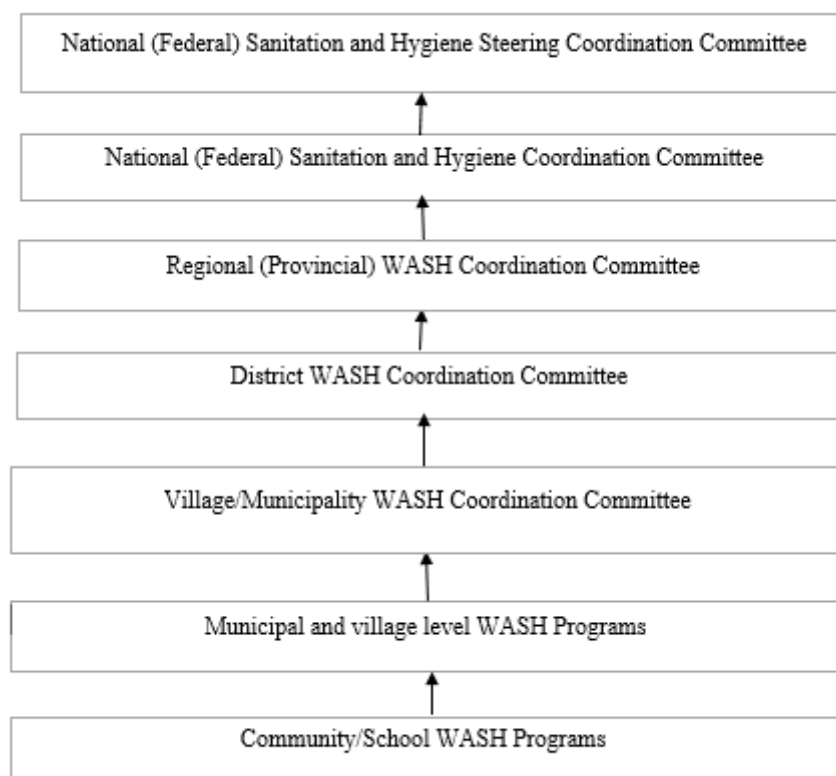 National (Federal) Sanitation and Hygiene Steering Coordination Committee
National (Federal) Sanitation and Hygiene Coordination Committee
Regional (Provincial) WASH Coordination Committee
District WASH Coordination Committee
Village/Municipality WASH Coordination Committee
Municipal and village level WASH Programs
Community/School WASH Programs